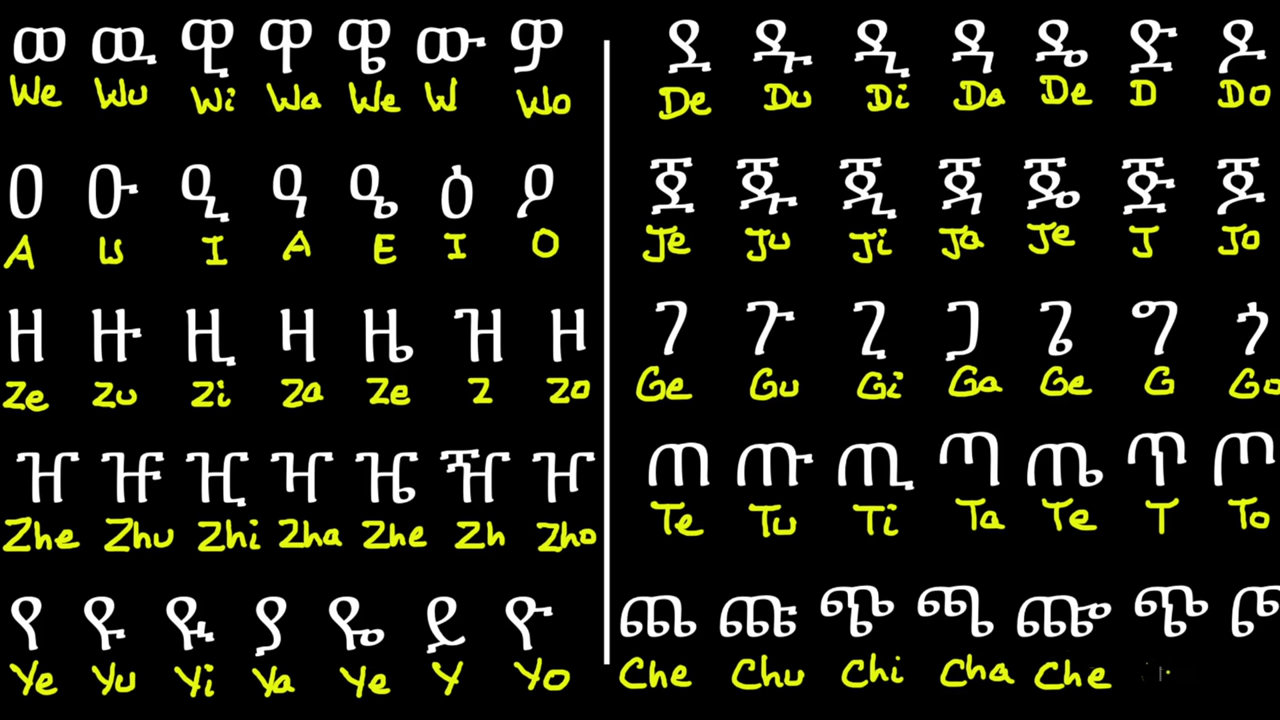 ወ ዉ ዊ ዋ ዌ ው ዎ
We Wu Wi Wa We W Wo
ዐ ዑ ዒ ዓ ዔ ዕ ዖ
A U I A E I O
ዘ ዙ ዚ ዛ ዜ ዝ ዞ
Ze Zu Zi Za Ze Z Zo
ዠ ዡ ዢ ዣ ዤ ዥ ዦ
Zhe Zhu Zhi Zha Zhe Zh Zho
የ ዩ ዪ ያ ዬ ይ ዮ
Ye Yu Yi Ya Ye Y Yo
ደ ዱ ዲ ዳ ዴ ድ ዶ
De Du Di Da De D Do
ጀ ጁ ጂ ጃ ጄ ጅ ጆ
Je Ju Ji Ja Je J Jo
ገ ጉ ጊ ጋ ጌ ግ ጎ
Ge Gu Gi Ga Ge G Go
ጠ ጡ ጢ ጣ ጤ ጥ ጦ
Te Tu Ti Ta Te T To
ጨ ጩ ጭ ጫ ጬ ጭ
Che Chu Chi Cha Che